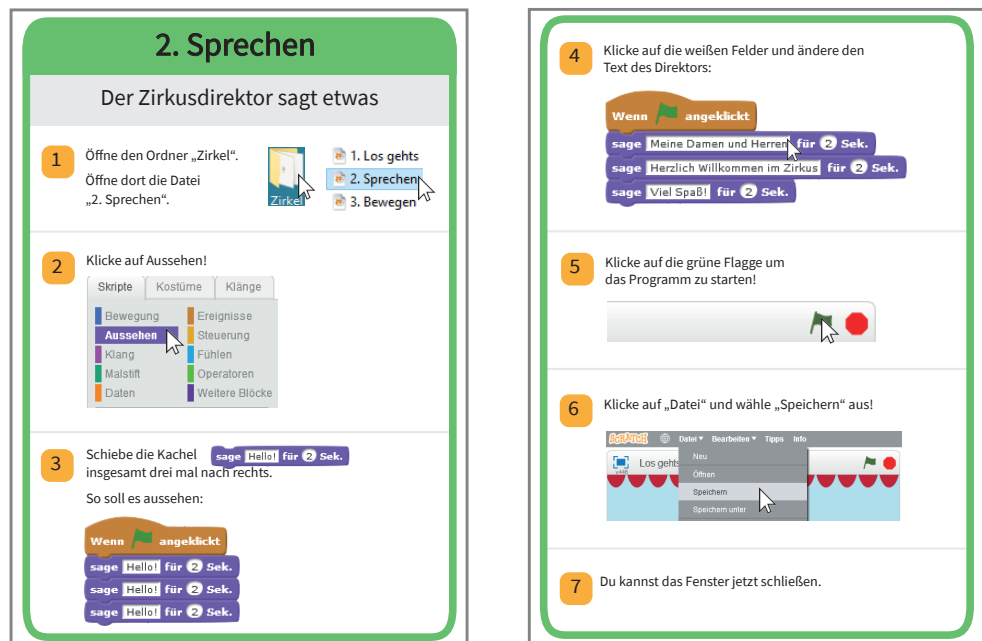 2. Sprechen
Der Zirkusdirektor sagt etwas
1
Öffne den Ordner „Zirkel“.
Öffne dort die Datei
„2. Sprechen“.
Zirkel
1. Los gehts
2. Sprechen
3. Bewegen
2
Klicke auf Aussehen!
Skripte Kostüme Klänge
Bewegung Ereignisse
Aussehen Steuerung
Klang Fühlen
Malstift Operatoren
Daten Weitere Blöcke
3
Schiebe die Kachel sage Hello! für 2 Sek.
insgesamt drei mal nach rechts.
So soll es aussehen:
Wenn angeklickt
sage Hello! für 2 Sek.
sage Hello! für 2 Sek.
sage Hello! für 2 Sek.
4
Klicke auf die weißen Felder und ändere den
Text des Direktors:
Wenn angeklickt
sage Meine Damen und Herren für 2 Sek.
sage Herzlich Willkommen im Zirkus für 2 Sek.
sage Viel Spaß! für 2 Sek.
5
Klicke auf die grüne Flagge um
das Programm zu starten!
6
Klicke auf „Datei“ und wähle „Speichern“ aus!
SCRATCH Datei Bearbeiten Tipps Info
Los gehts
Neu
Öffnen
Speichern
Speichern unter
7
Du kannst das Fenster jetzt schließen.